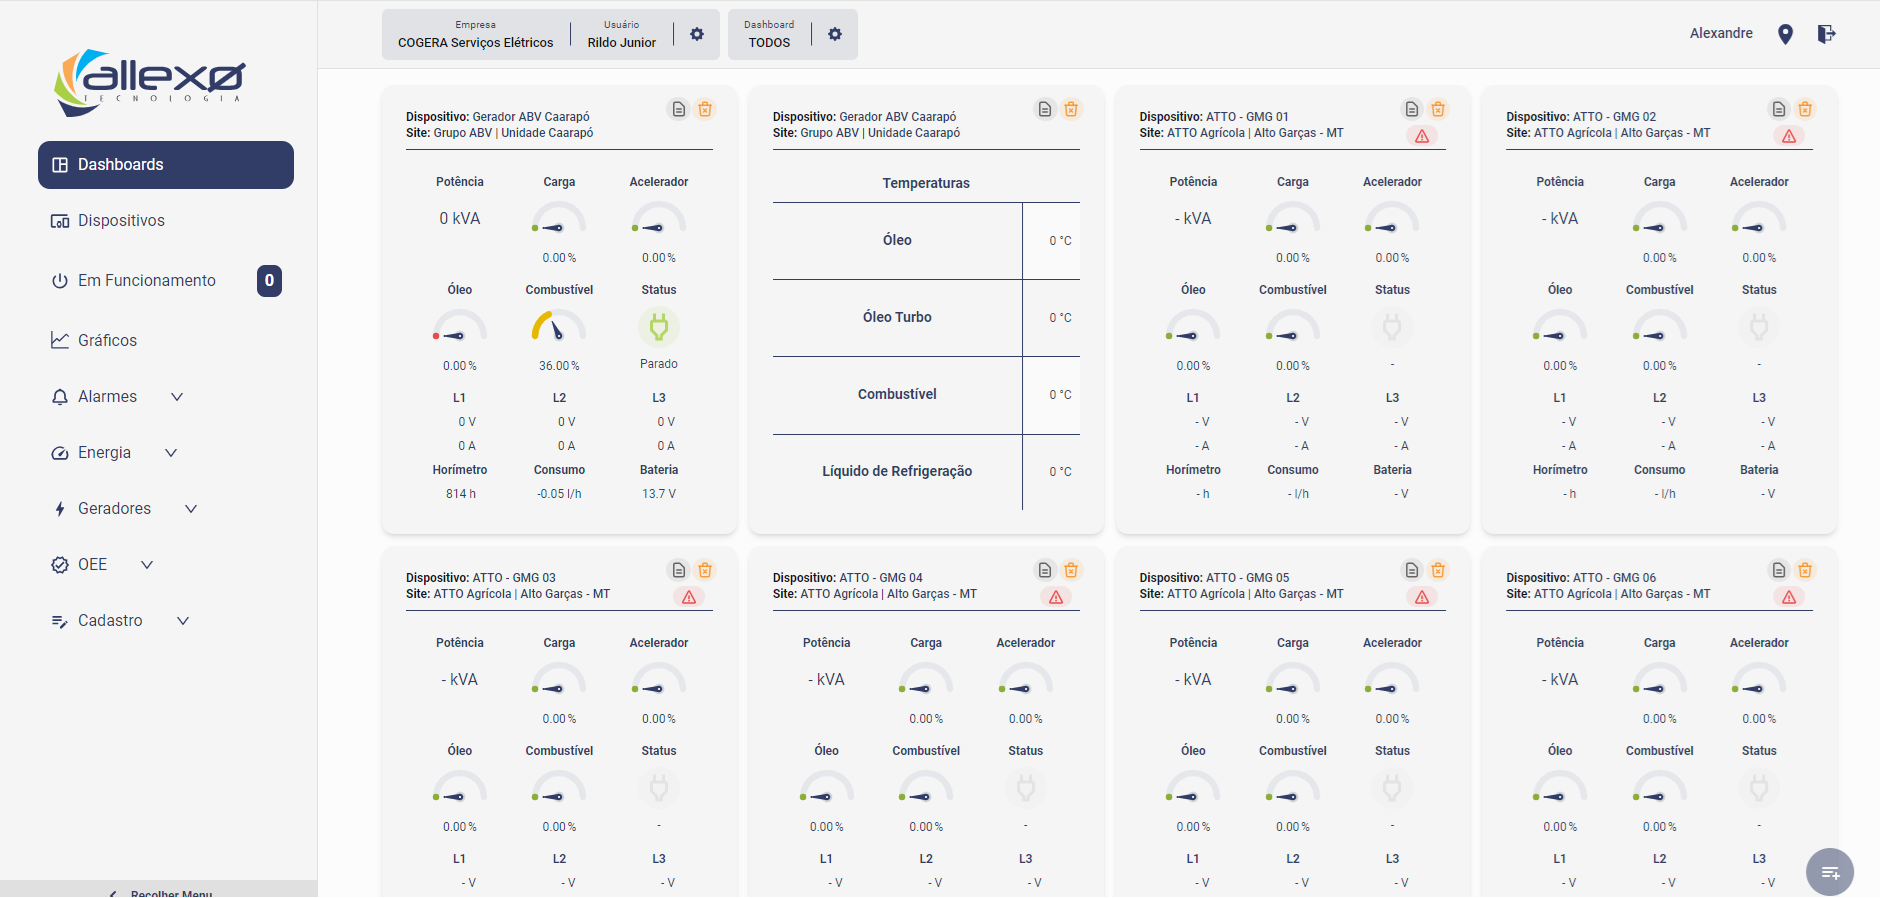 allexo
TECNOLOGIA
Dashboards
Dispositivos
Em Funcionamento
0
Gráficos
Alarmes
Energia
Geradores
OEE
Cadastro
Recolher Menu
Empresa
COGERA Serviços Elétricos
Usuário
Rildo Junior
Dashboard
TODOS
Alexandre
Dispositivo: Gerador ABV Caarapó
Site: Grupo ABV | Unidade Caarapó
Potência Carga Acelerador
0 kVA
0.00 % 0.00 %
Óleo Combustível Status
0.00 % 36.00 % Parado
L1 L2 L3
0 V 0 V 0 V
0 A 0 A 0 A
Horímetro Consumo Bateria
814 h -0.05 l/h 13.7 V
Dispositivo: Gerador ABV Caarapó
Site: Grupo ABV | Unidade Caarapó
Temperaturas
Óleo 0 °C
Óleo Turbo 0 °C
Combustível 0 °C
Líquido de Refrigeração 0 °C
Dispositivo: ATTO - GMG 01
Site: ATTO Agrícola | Alto Garças - MT
Potência Carga Acelerador
- kVA
0.00 % 0.00 %
Óleo Combustível Status
0.00 % 0.00 % -
L1 L2 L3
- V - V - V
- A - A - A
Horímetro Consumo Bateria
- h - l/h - V
Dispositivo: ATTO - GMG 02
Site: ATTO Agrícola | Alto Garças - MT
Potência Carga Acelerador
- kVA
0.00 % 0.00 %
Óleo Combustível Status
0.00 % 0.00 % -
L1 L2 L3
- V - V - V
- A - A - A
Horímetro Consumo Bateria
- h - l/h - V
Dispositivo: ATTO - GMG 03
Site: ATTO Agrícola | Alto Garças - MT
Potência Carga Acelerador
- kVA
0.00 % 0.00 %
Óleo Combustível Status
0.00 % 0.00 % -
L1 L2 L3
- V - V - V
Dispositivo: ATTO - GMG 04
Site: ATTO Agrícola | Alto Garças - MT
Potência Carga Acelerador
- kVA
0.00 % 0.00 %
Óleo Combustível Status
0.00 % 0.00 % -
L1 L2 L3
- V - V - V
Dispositivo: ATTO - GMG 05
Site: ATTO Agrícola | Alto Garças - MT
Potência Carga Acelerador
- kVA
0.00 % 0.00 %
Óleo Combustível Status
0.00 % 0.00 % -
L1 L2 L3
- V - V - V
Dispositivo: ATTO - GMG 06
Site: ATTO Agrícola | Alto Garças - MT
Potência Carga Acelerador
- kVA
0.00 % 0.00 %
Óleo Combustível Status
0.00 % 0.00 % -
L1 L2 L3
- V - V - V